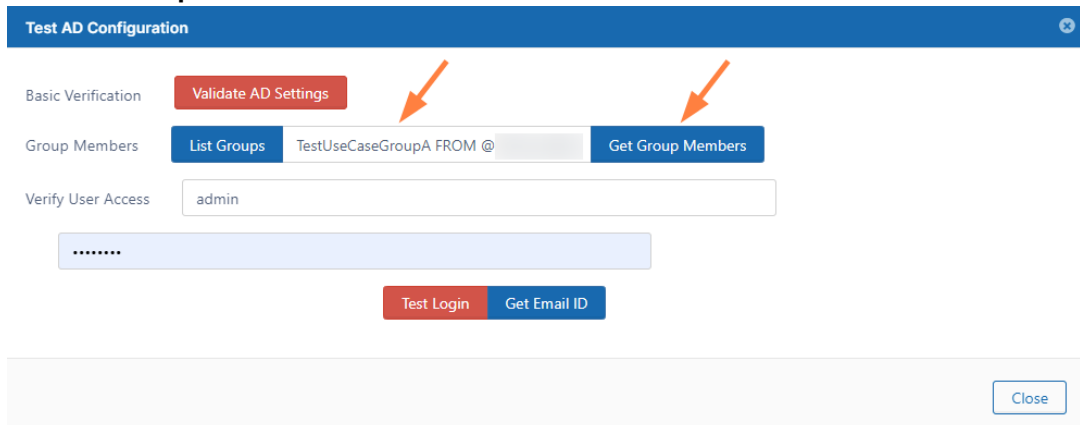 Test AD Configuration
Basic Verification Validate AD Settings
Group Members List Groups TestUseCaseGroupA FROM @ Get Group Members
Verify User Access admin
••••••••
Test Login Get Email ID
Close